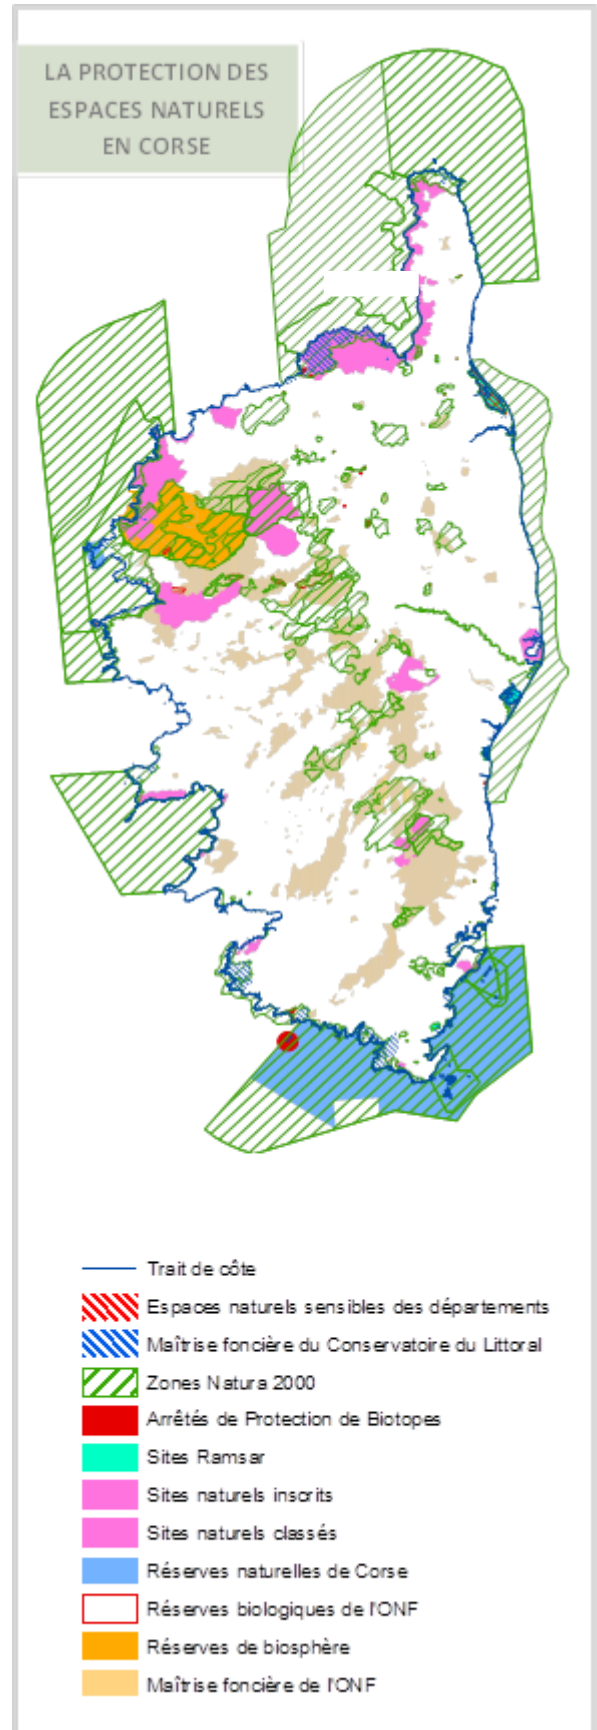 LA PROTECTION DES
ESPACES NATURELS
EN CORSE
Trait de côte
Espaces naturels sensibles des départements
Maîtrise foncière du Conservatoire du Littoral
Zones Natura 2000
Arrêtés de Protection de Biotopes
Sites Ramsar
Sites naturels inscrits
Sites naturels classés
Réserves naturelles de Corse
Réserves biologiques de l'ONF
Réserves de biosphère
Maîtrise foncière de l'ONF